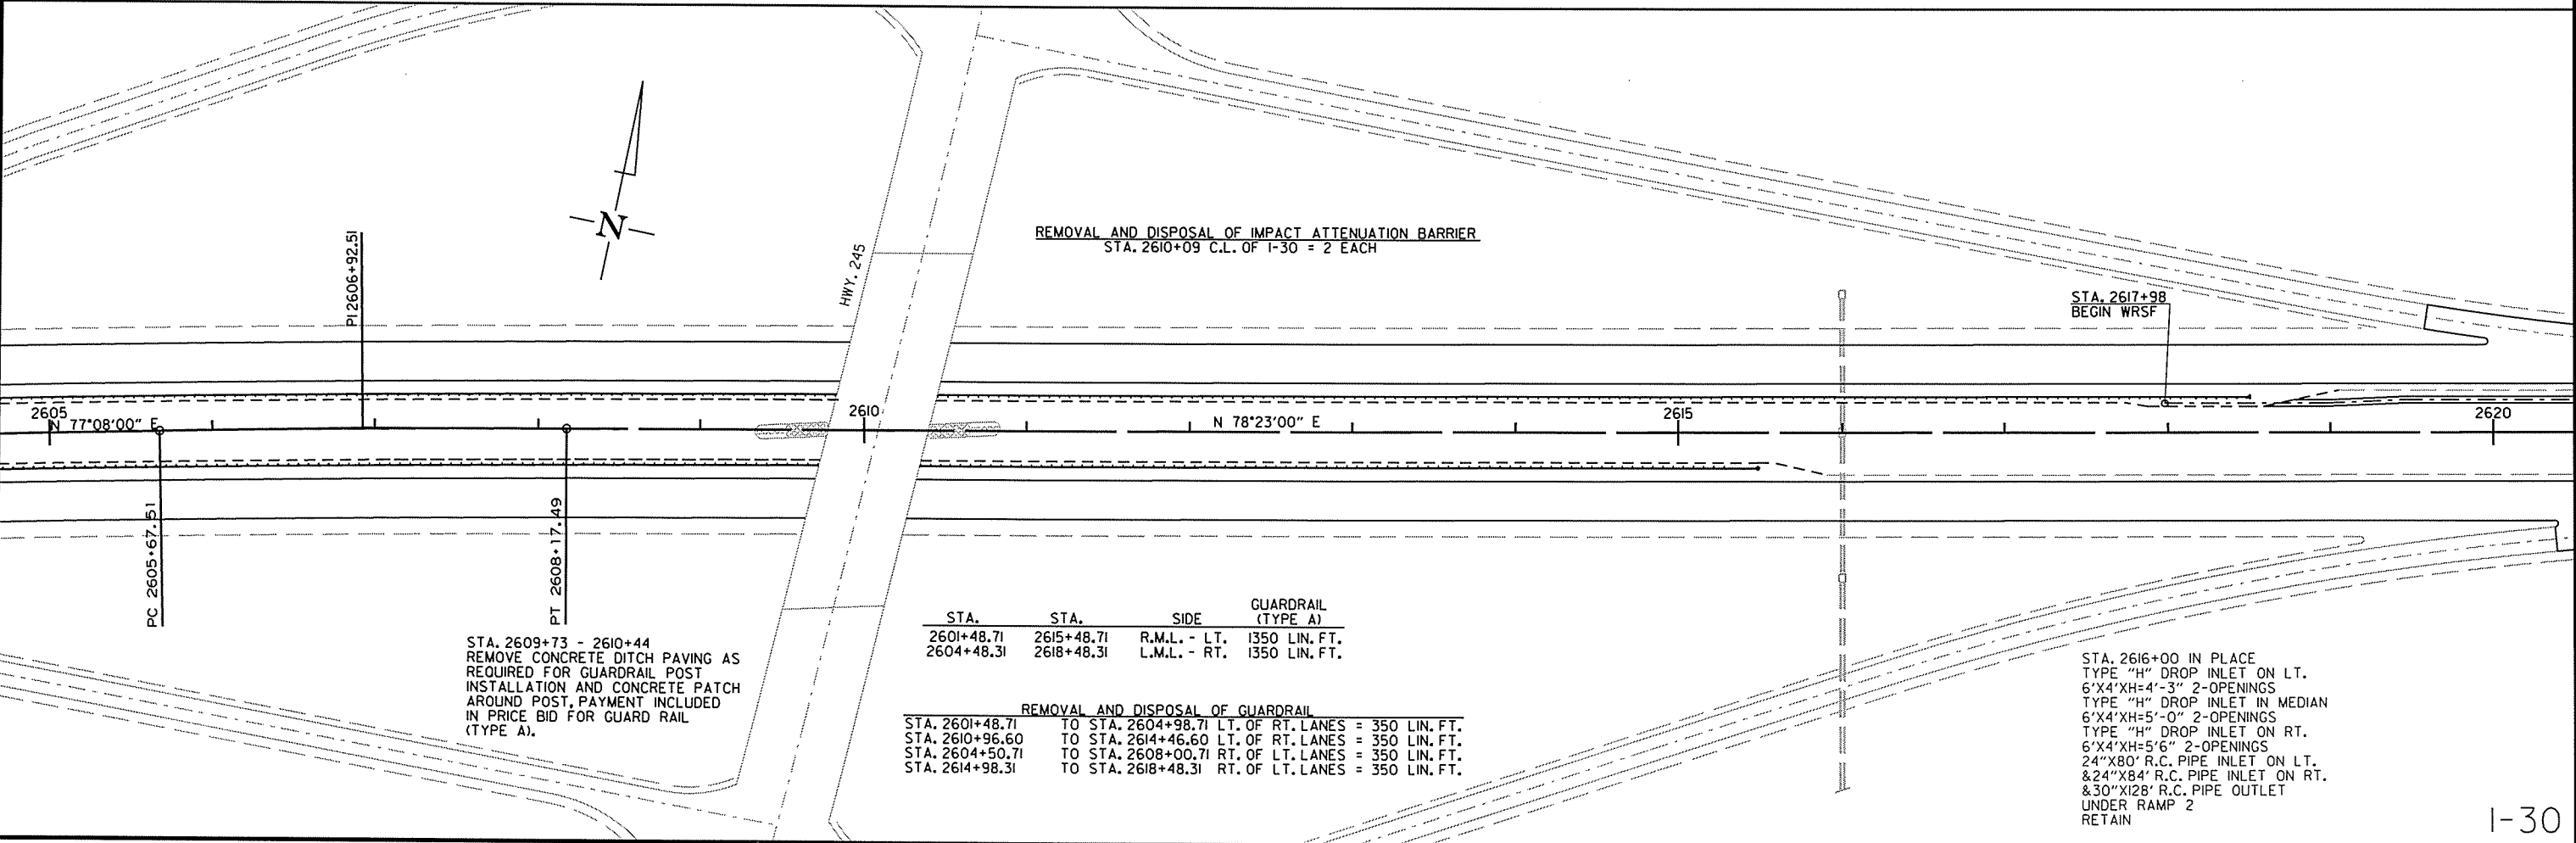 N
HWY. 245
REMOVAL AND DISPOSAL OF IMPACT ATTENUATION BARRIER
STA. 2610+09 C.L. OF I-30 = 2 EACH
PI 2606+92.51
STA. 2617+98
BEGIN WRSF
2605
2610
2615
2620
N 77°08'00" E
N 78°23'00" E
PC 2605+67.51
PT 2608+17.49
STA. 2609+73 - 2610+44
REMOVE CONCRETE DITCH PAVING AS
REQUIRED FOR GUARDRAIL POST
INSTALLATION AND CONCRETE PATCH
AROUND POST, PAYMENT INCLUDED
IN PRICE BID FOR GUARD RAIL
(TYPE A).
GUARDRAIL
STA. STA. SIDE (TYPE A)
2601+48.71 2615+48.71 R.M.L. - LT. 1350 LIN. FT.
2604+48.31 2618+48.31 L.M.L. - RT. 1350 LIN. FT.
REMOVAL AND DISPOSAL OF GUARDRAIL
STA. 2601+48.71 TO STA. 2604+98.71 LT. OF RT. LANES = 350 LIN. FT.
STA. 2610+96.60 TO STA. 2614+46.60 LT. OF RT. LANES = 350 LIN. FT.
STA. 2604+50.71 TO STA. 2608+00.71 RT. OF LT. LANES = 350 LIN. FT.
STA. 2614+98.31 TO STA. 2618+48.31 RT. OF LT. LANES = 350 LIN. FT.
STA. 2616+00 IN PLACE
TYPE "H" DROP INLET ON LT.
6'X4'XH=4'-3" 2-OPENINGS
TYPE "H" DROP INLET IN MEDIAN
6'X4'XH=5'-0" 2-OPENINGS
TYPE "H" DROP INLET ON RT.
6'X4'XH=5'6" 2-OPENINGS
24"X80' R.C. PIPE INLET ON LT.
&24"X84' R.C. PIPE INLET ON RT.
&30"X128' R.C. PIPE OUTLET
UNDER RAMP 2
RETAIN
I-30